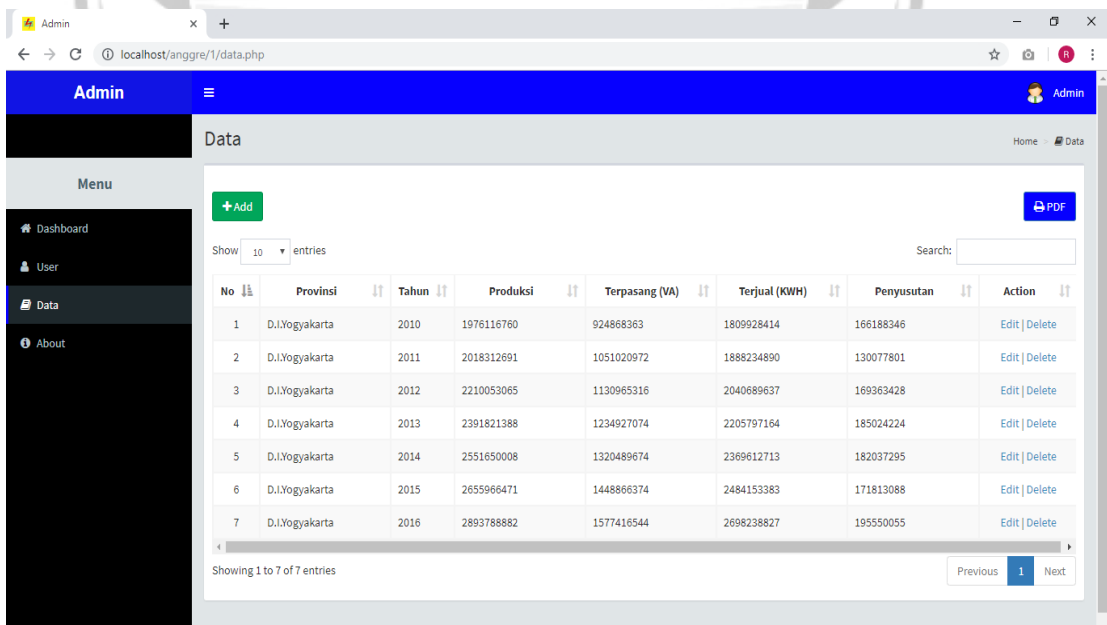 Admin
localhost/anggre/1/data.php
R
Admin
Admin
Data
Home > Data
Menu
Add
PDF
Dashboard
Show 10 entries
Search:
User
No Provinsi Tahun Produksi Terpasang (VA) Terjual (KWH) Penyusutan Action
Data
1 D.I.Yogyakarta 2010 1976116760 924868363 1809928414 166188346 Edit | Delete
About
2 D.I.Yogyakarta 2011 2018312691 1051020972 1888234890 130077801 Edit | Delete
3 D.I.Yogyakarta 2012 2210053065 1130965316 2040689637 169363428 Edit | Delete
4 D.I.Yogyakarta 2013 2391821388 1234927074 2205797164 185024224 Edit | Delete
5 D.I.Yogyakarta 2014 2551650008 1320489674 2369612713 182037295 Edit | Delete
6 D.I.Yogyakarta 2015 2655966471 1448866374 2484153383 171813088 Edit | Delete
7 D.I.Yogyakarta 2016 2893788882 1577416544 2698238827 195550055 Edit | Delete
Showing 1 to 7 of 7 entries
Previous 1 Next